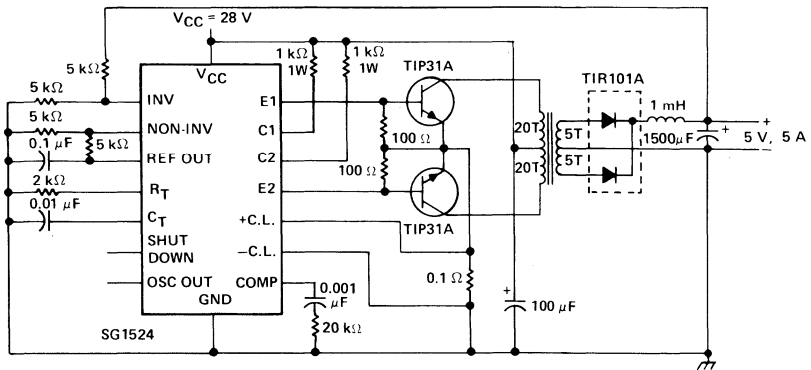 VCC = 28 V
5 kΩ
1 kΩ
1W
1 kΩ
1W
TIP31A
TIR101A
VCC
5 kΩ
INV
E1
1 mH
5 kΩ
NON-INV
C1
100 Ω
20T
5T
1500μF
+
+
5 V, 5 A
−
0.1 μF
5 kΩ
REF OUT
C2
100 Ω
20T
5T
2 kΩ
RT
E2
0.01 μF
CT
+C.L.
TIP31A
SHUT
DOWN
−C.L.
0.1 Ω
OSC OUT
COMP
0.001
μF
+
100 μF
GND
20 kΩ
SG1524